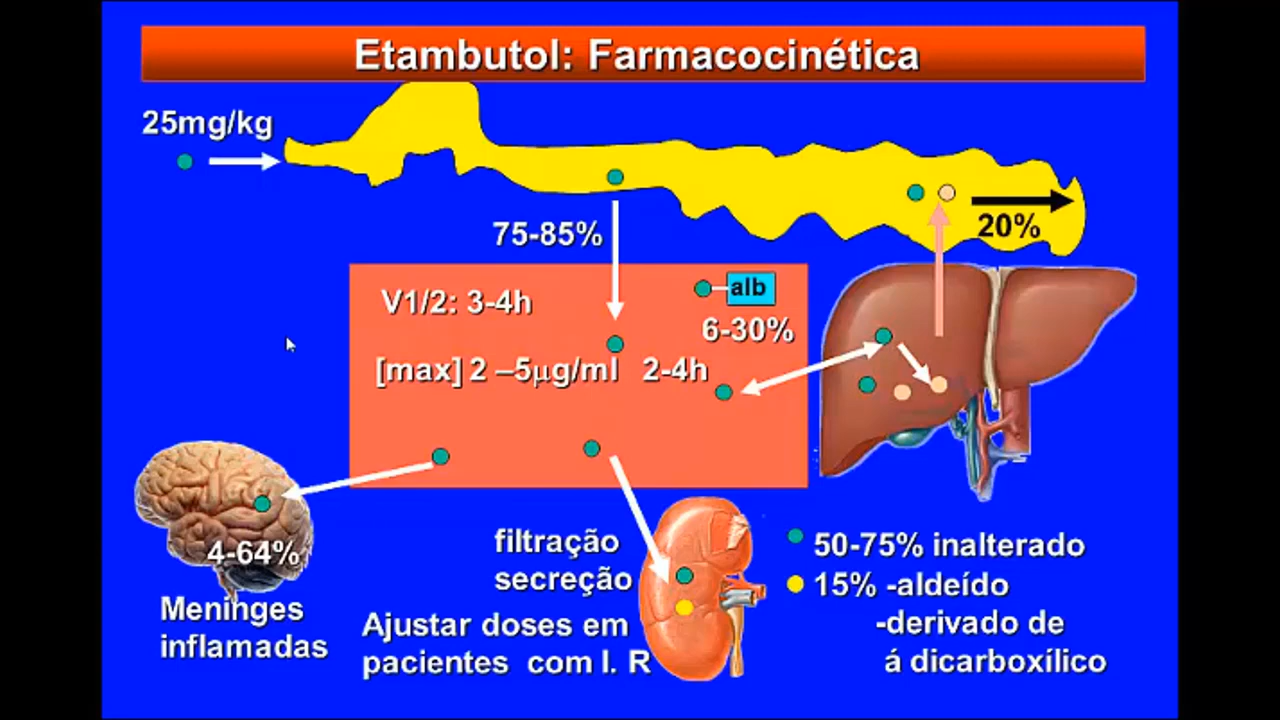 Etambutol: Farmacocinética
25mg/kg
75-85%
20%
alb
V1/2: 3-4h
6-30%
[max] 2 –5μg/ml 2-4h
4-64%
Meninges
inflamadas
filtração
secreção
Ajustar doses em
pacientes com I. R
50-75% inalterado
15% -aldeído
-derivado de
á dicarboxílico